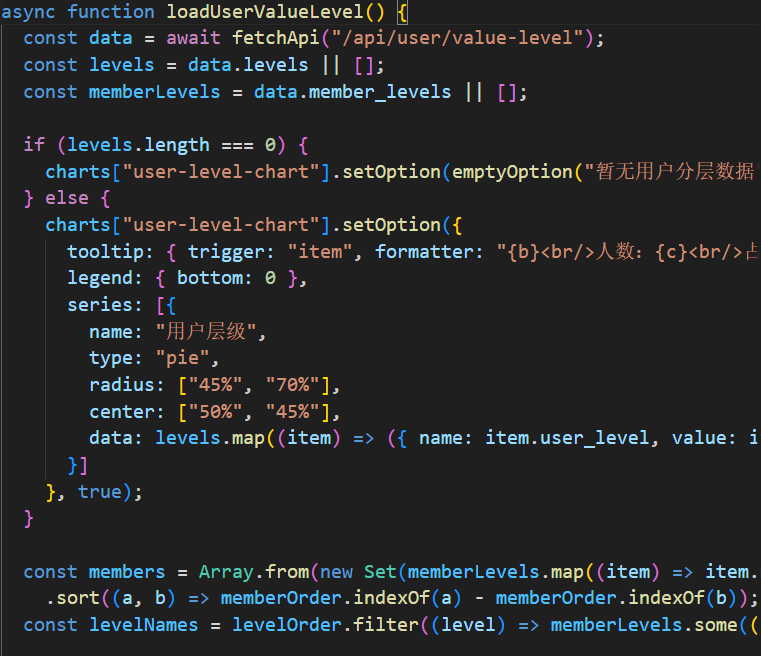 async function loadUserValueLevel() {
  const data = await fetchApi("/api/user/value-level");
  const levels = data.levels || [];
  const memberLevels = data.member_levels || [];

  if (levels.length === 0) {
    charts["user-level-chart"].setOption(emptyOption("暂无用户分层数据
  } else {
    charts["user-level-chart"].setOption({
      tooltip: { trigger: "item", formatter: "{b}<br/>人数：{c}<br/>占
      legend: { bottom: 0 },
      series: [{
        name: "用户层级",
        type: "pie",
        radius: ["45%", "70%"],
        center: ["50%", "45%"],
        data: levels.map((item) => ({ name: item.user_level, value: i
      }]
    }, true);
  }

  const members = Array.from(new Set(memberLevels.map((item) => item.
    .sort((a, b) => memberOrder.indexOf(a) - memberOrder.indexOf(b));
  const levelNames = levelOrder.filter((level) => memberLevels.some((